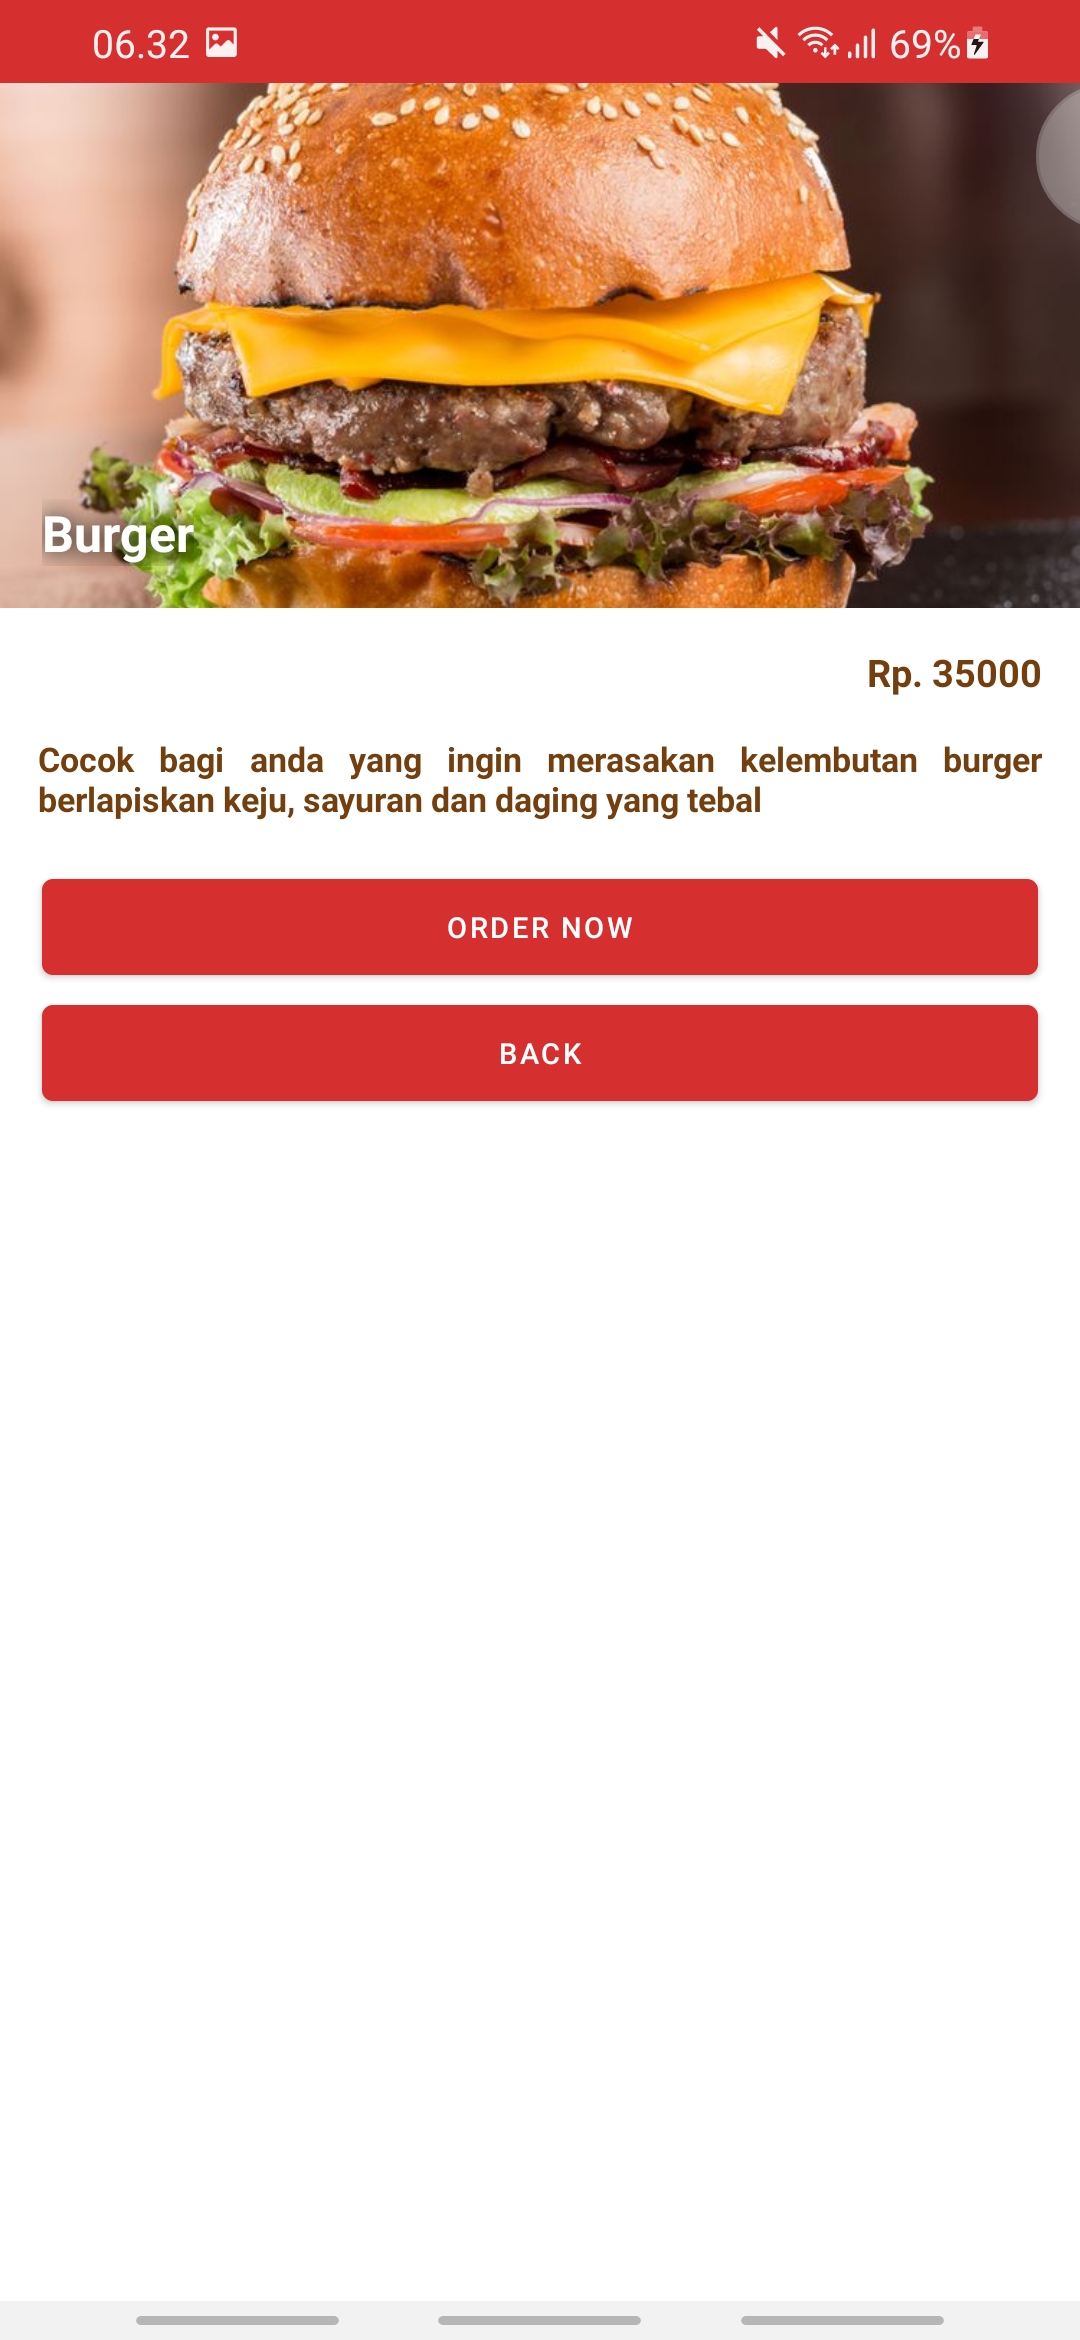 06.32
69%
Burger
Rp. 35000
Cocok bagi anda yang ingin merasakan kelembutan burger
berlapiskan keju, sayuran dan daging yang tebal
ORDER NOW
BACK